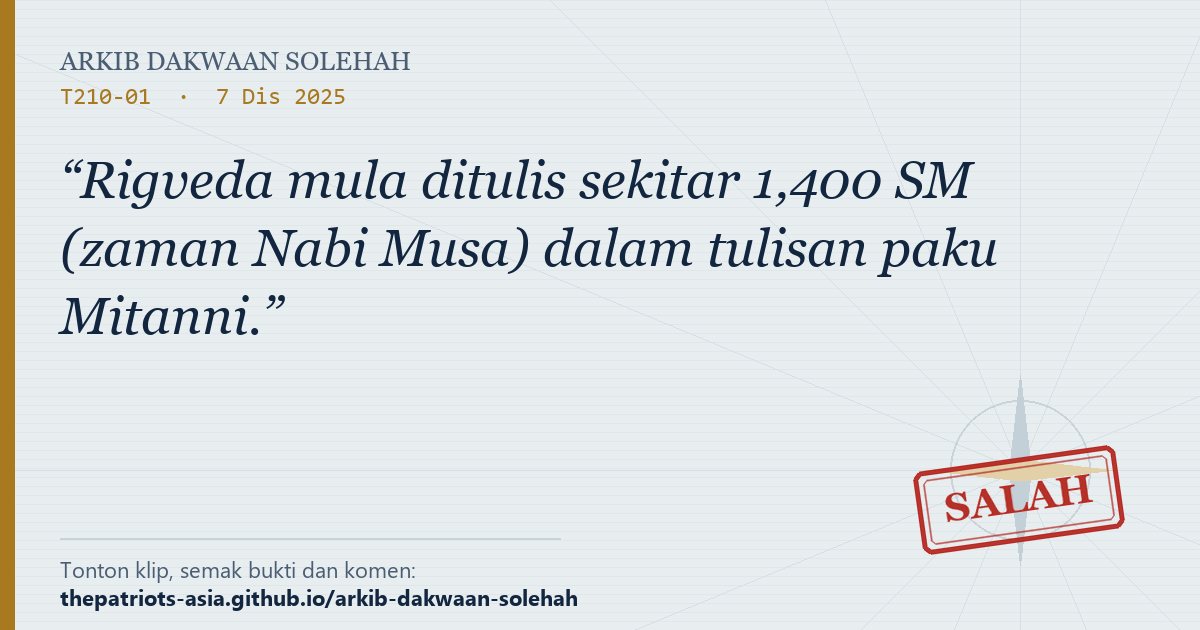 ARKIB DAKWAAN SOLEHAH
T210-01 · 7 Dis 2025
“Rigveda mula ditulis sekitar 1,400 SM
(zaman Nabi Musa) dalam tulisan paku
Mitanni.”
SALAH
Tonton klip, semak bukti dan komen:
thepatriots-asia.github.io/arkib-dakwaan-solehah